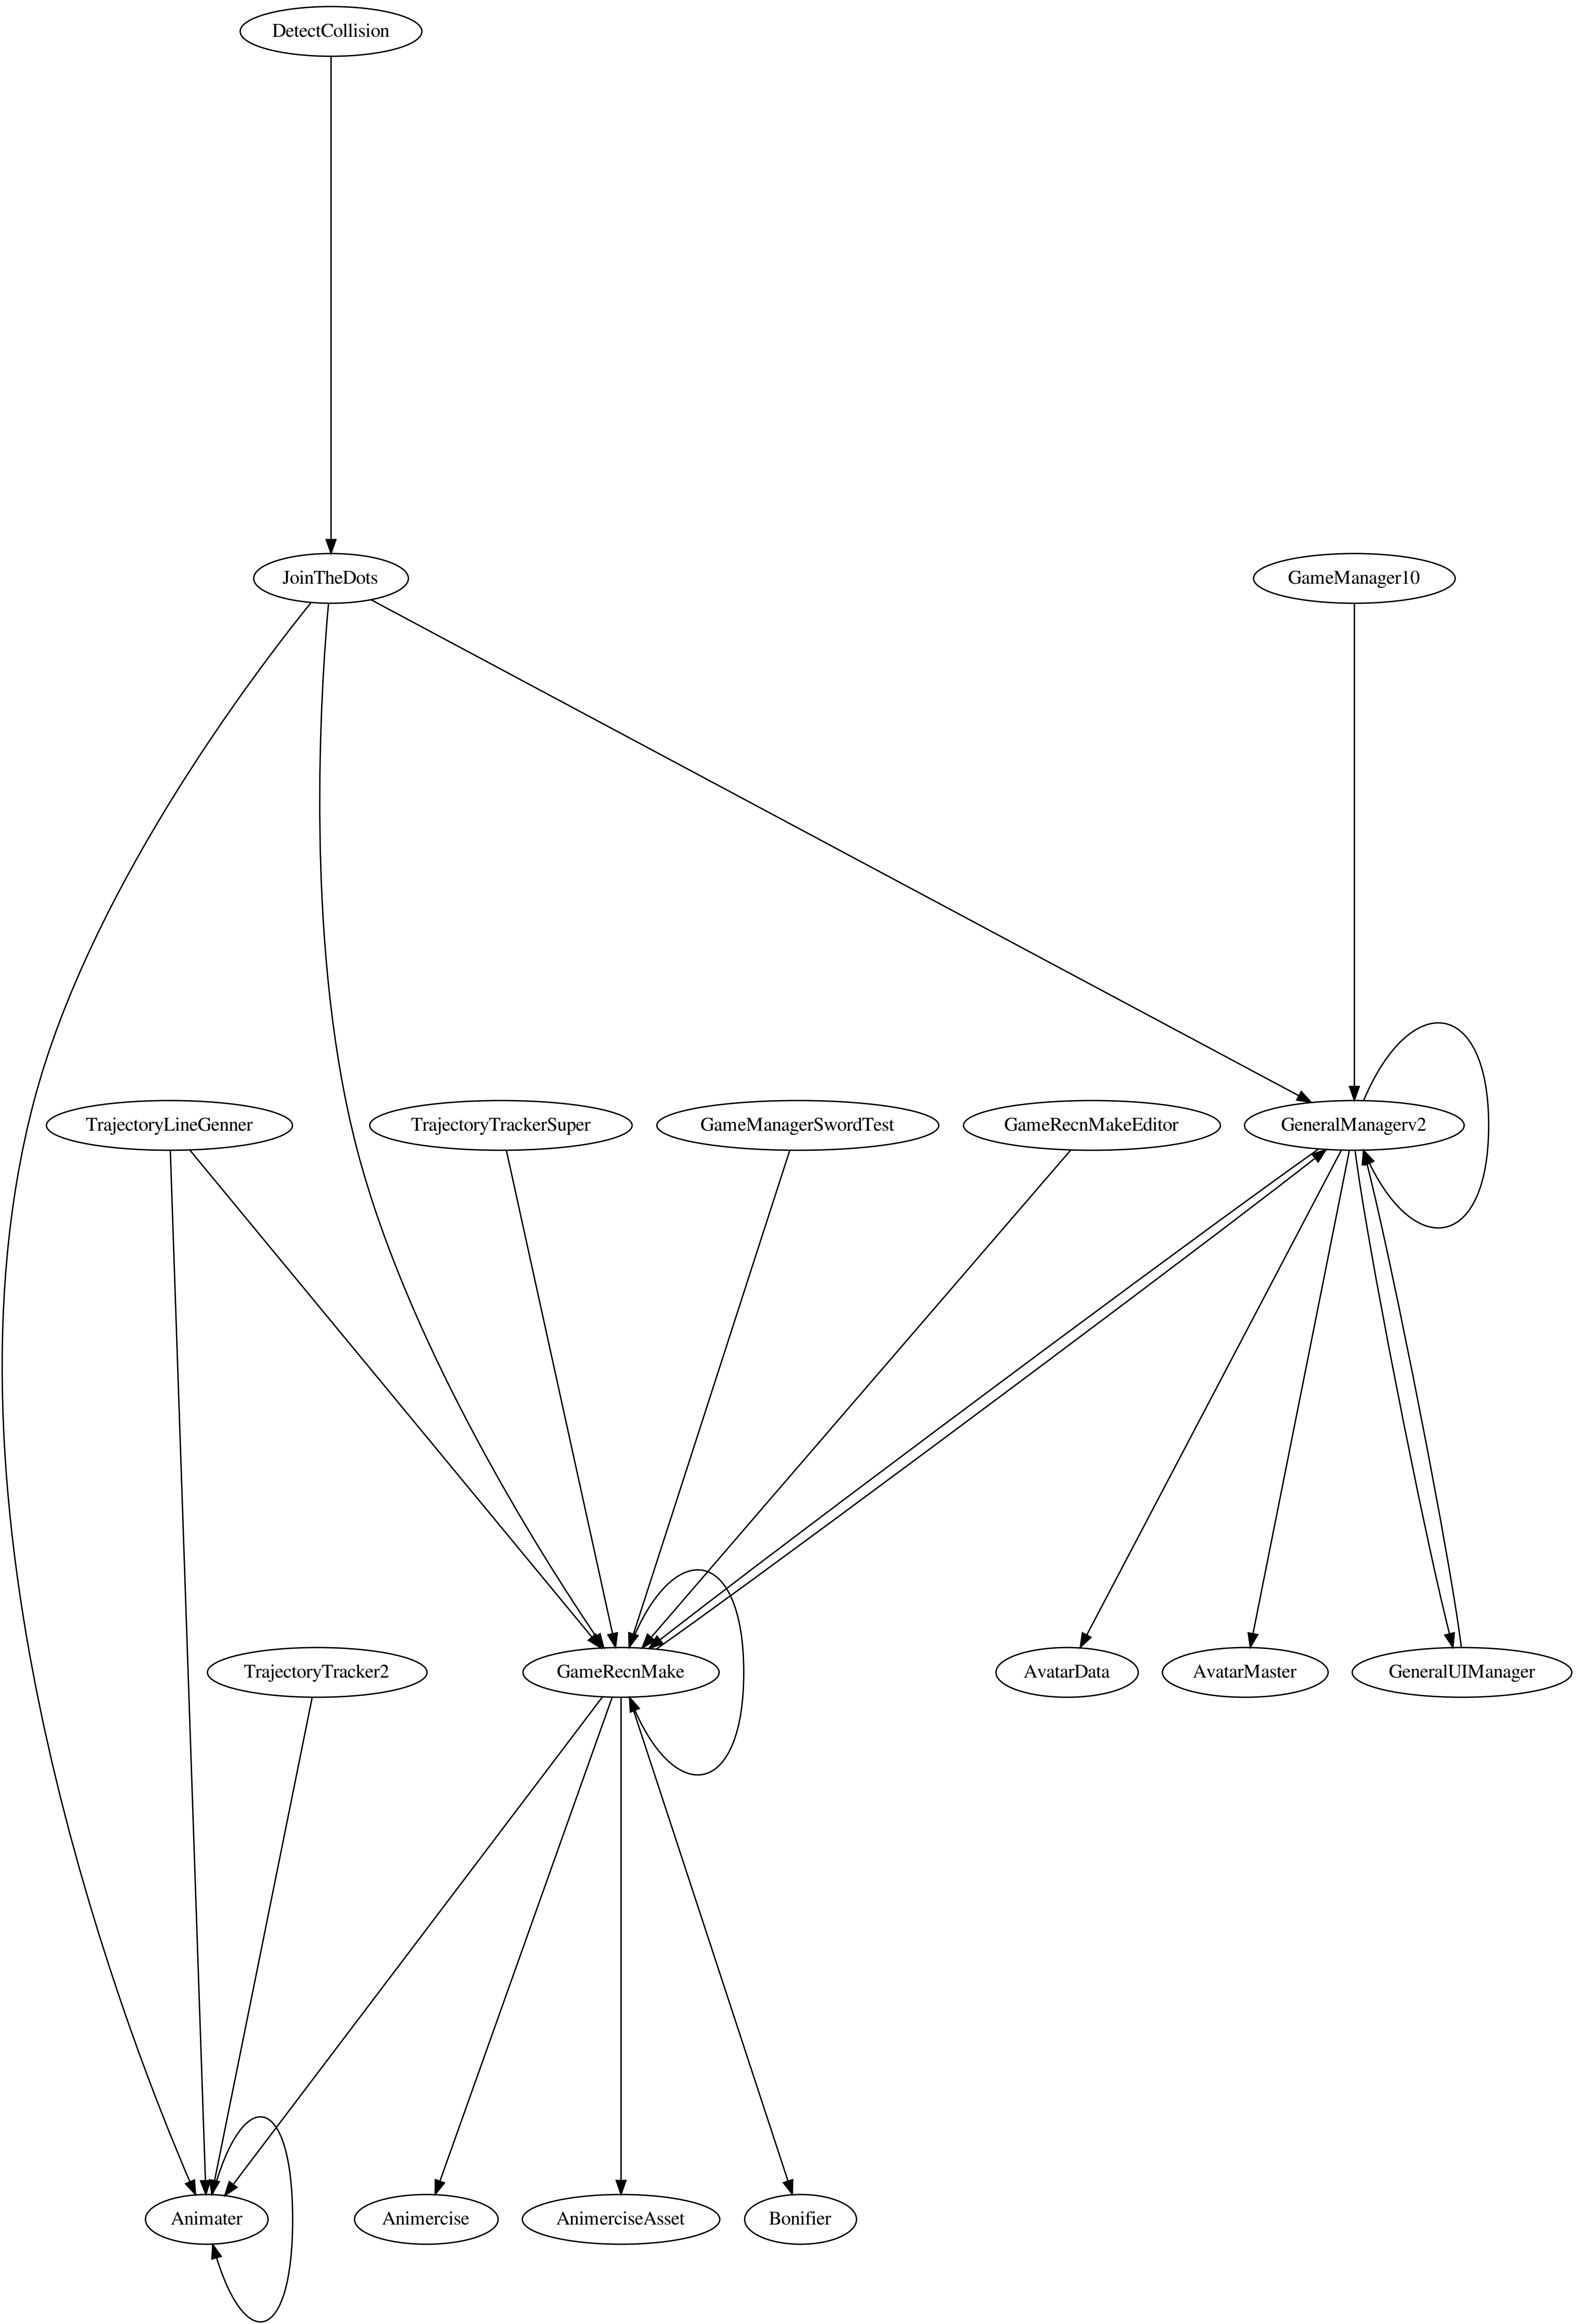 DetectCollision
JoinTheDots
GameManager10
TrajectoryLineGenner
TrajectoryTrackerSuper
GameManagerSwordTest
GameRecnMakeEditor
GeneralManagerv2
TrajectoryTracker2
GameRecnMake
AvatarData
AvatarMaster
GeneralUIManager
Animater
Animercise
AnimerciseAsset
Bonifier